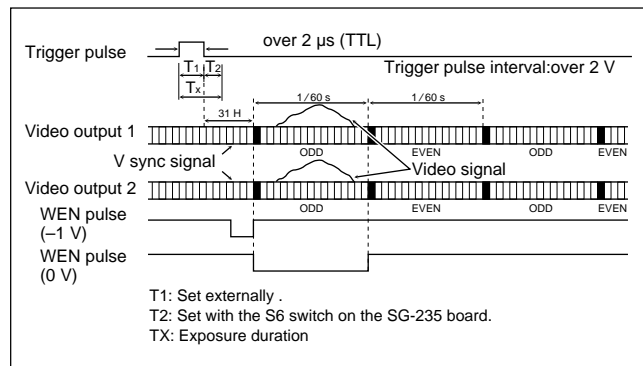 Trigger pulse
over 2 µs (TTL)
T1 T2
Trigger pulse interval:over 2 V
Tx
1/60 s 1/60 s
31 H
Video output 1
ODD EVEN ODD EVEN
V sync signal
Video signal
Video output 2
ODD EVEN ODD EVEN
WEN pulse
(–1 V)
WEN pulse
(0 V)
T1: Set externally .
T2: Set with the S6 switch on the SG-235 board.
TX: Exposure duration